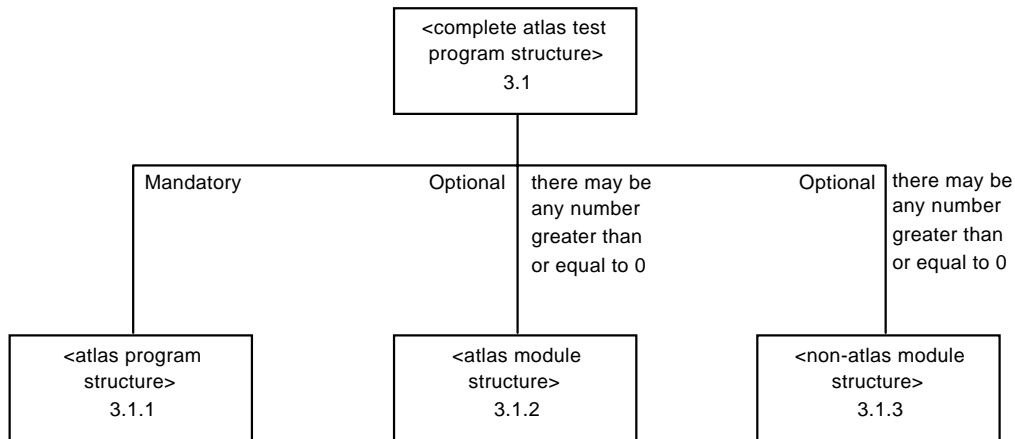 <complete atlas test
program structure>
3.1
Mandatory
Optional
there may be
any number
greater than
or equal to 0
Optional
there may be
any number
greater than
or equal to 0
<atlas program
structure>
3.1.1
<atlas module
structure>
3.1.2
<non-atlas module
structure>
3.1.3